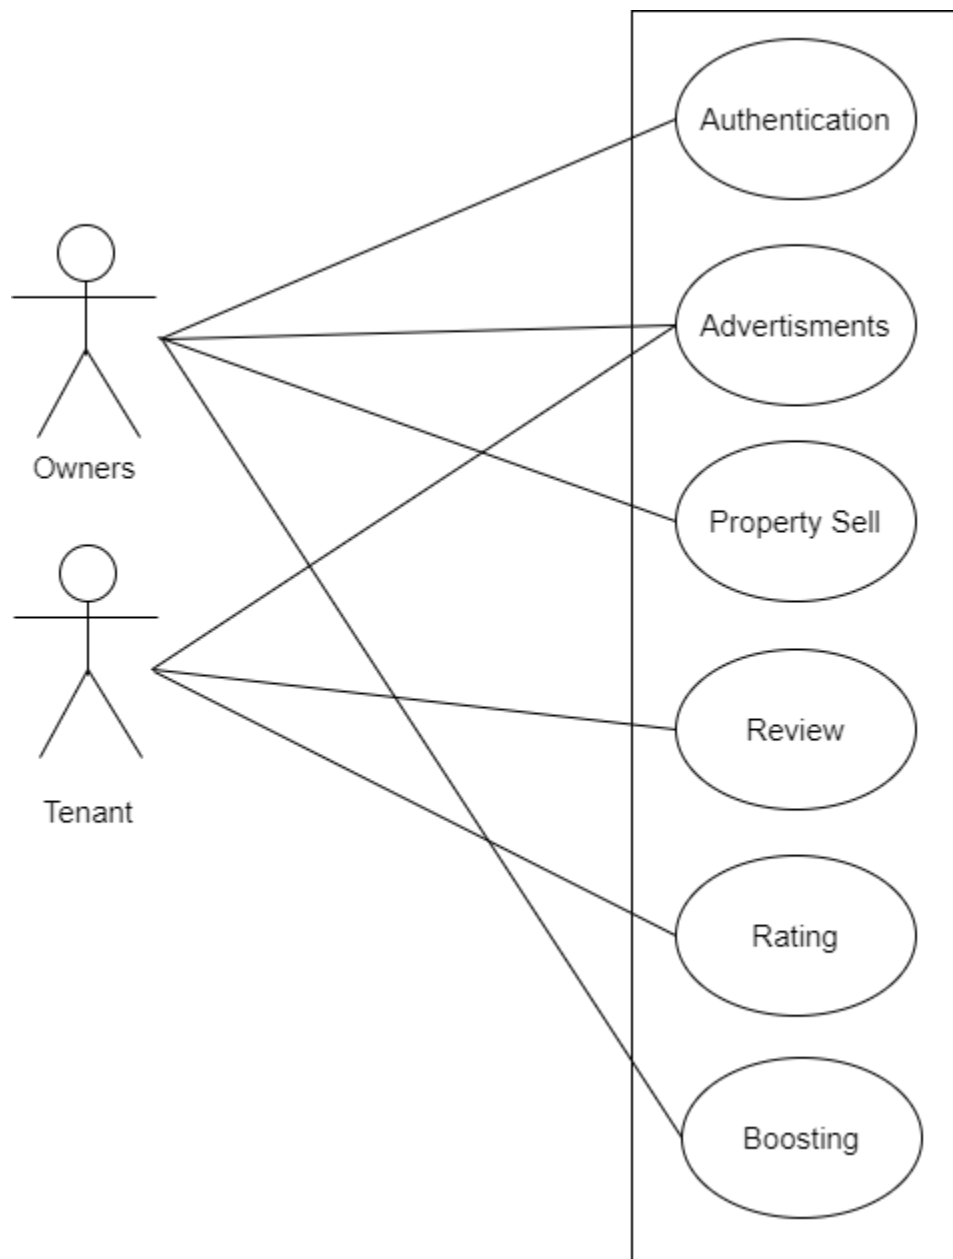 Authentication
Advertisments
Owners
Property Sell
Tenant
Review
Rating
Boosting